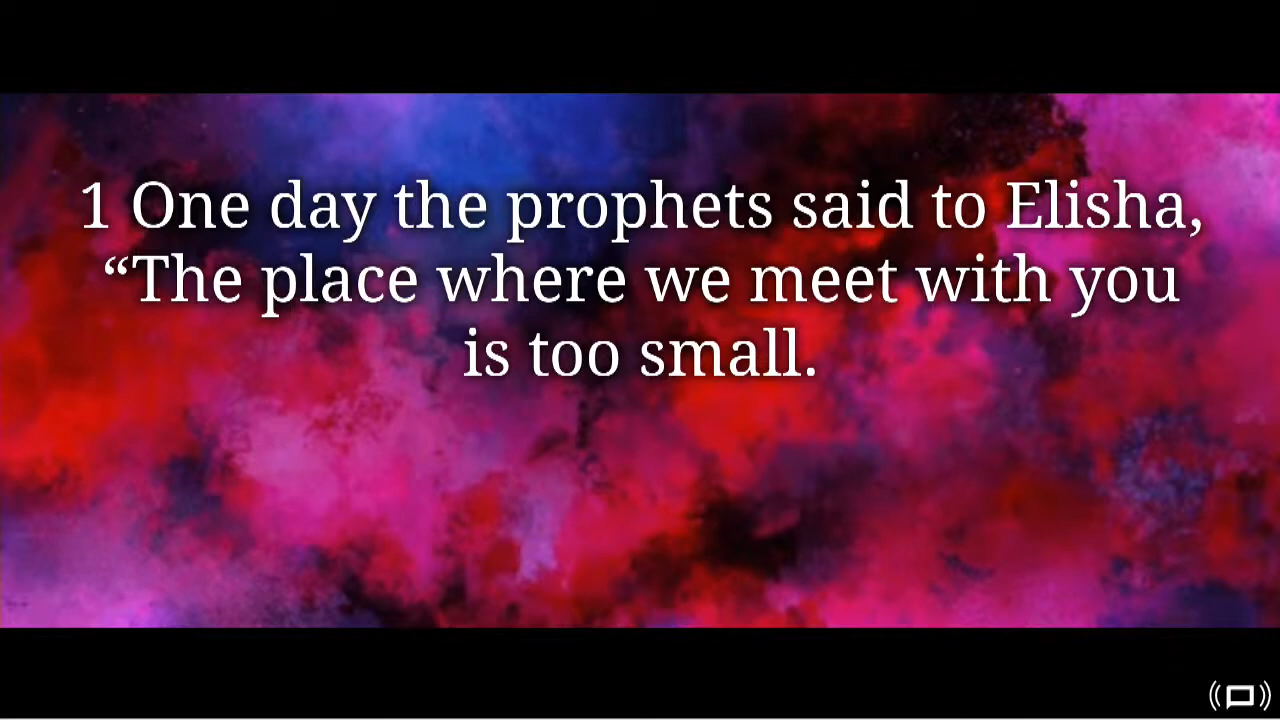 1 One day the prophets said to Elisha,
“The place where we meet with you
is too small.